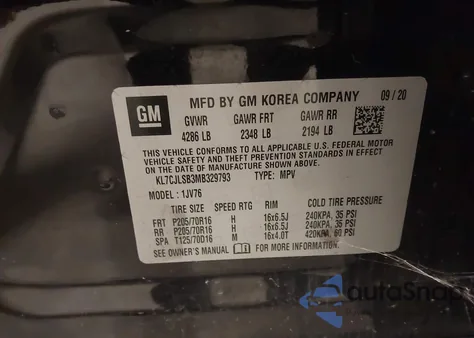 GM
MFD BY GM KOREA COMPANY 09/20
GVWR GAWR FRT GAWR RR
4286 LB 2348 LB 2194 LB
THIS VEHICLE CONFORMS TO ALL APPLICABLE U.S. FEDERAL MOTOR
VEHICLE SAFETY, BUMPER, AND THEFT PREVENTION STANDARDS IN EFFECT ON THE
DATE OF MANUFACTURE SHOWN ABOVE.
KL7CJLSB3MB329793 TYPE: MPV
MODEL: 1JV76
TIRE SIZE SPEED RTG RIM COLD TIRE PRESSURE
FRT P205/70R16 H 16x6.5J 240KPA, 35 PSI
RR P205/70R16 H 16x6.5J 240KPA, 35 PSI
SPA T125/70D16 M 16x4.0T 420KPA, 60 PSI
SEE OWNER'S MANUAL FOR MORE INFORMATION.
autoSnap